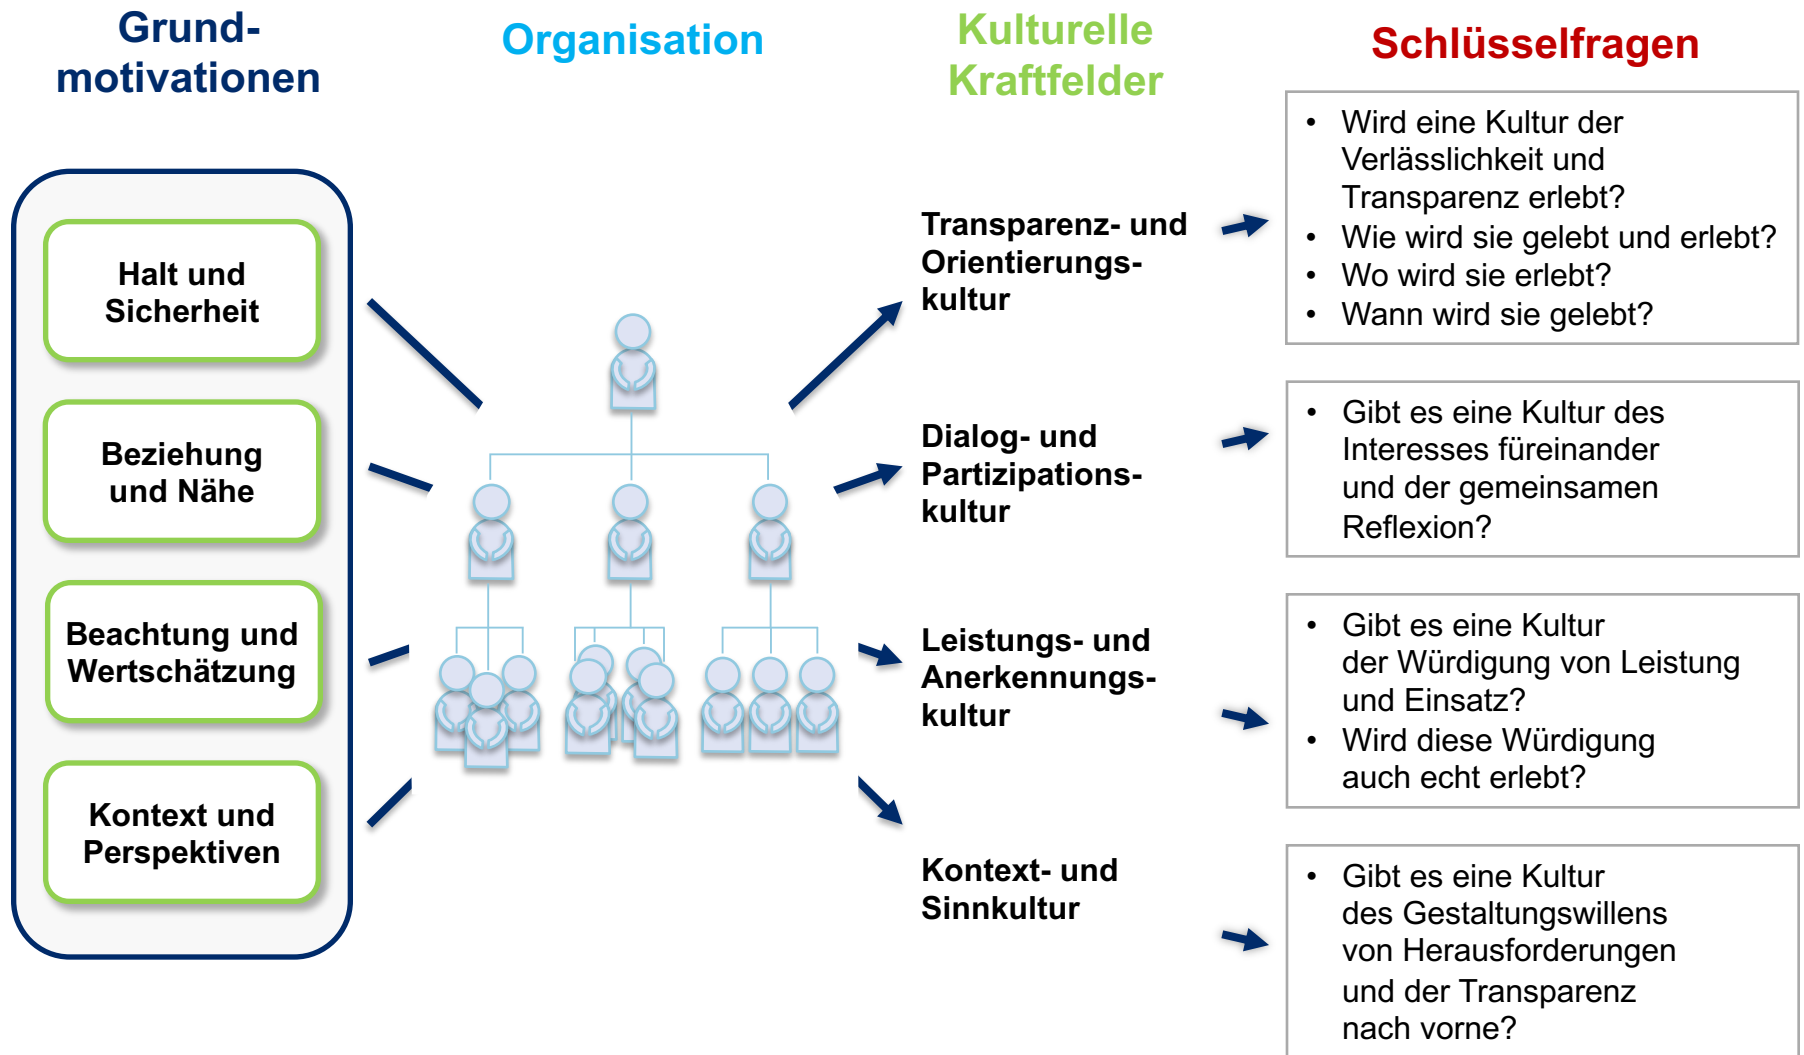 Grund-
motivationen
Organisation
Kulturelle
Kraftfelder
Schlüsselfragen
Halt und
Sicherheit
Beziehung
und Nähe
Beachtung und
Wertschätzung
Kontext und
Perspektiven
Transparenz- und
Orientierungs-
kultur
Dialog- und
Partizipations-
kultur
Leistungs- und
Anerkennungs-
kultur
Kontext- und
Sinnkultur
• Wird eine Kultur der
Verlässlichkeit und
Transparenz erlebt?
• Wie wird sie gelebt und erlebt?
• Wo wird sie erlebt?
• Wann wird sie gelebt?
• Gibt es eine Kultur des
Interesses füreinander
und der gemeinsamen
Reflexion?
• Gibt es eine Kultur
der Würdigung von Leistung
und Einsatz?
• Wird diese Würdigung
auch echt erlebt?
• Gibt es eine Kultur
des Gestaltungswillens
von Herausforderungen
und der Transparenz
nach vorne?